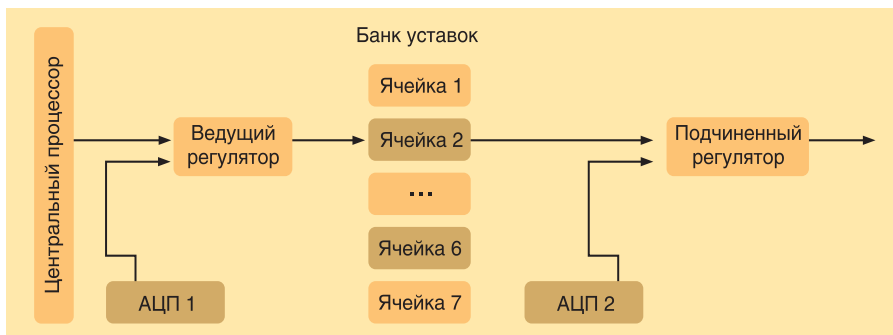 Центральный процессор
Ведущий
регулятор
АЦП 1
Банк уставок
Ячейка 1
Ячейка 2
...
Ячейка 6
Ячейка 7
АЦП 2
Подчиненный
регулятор